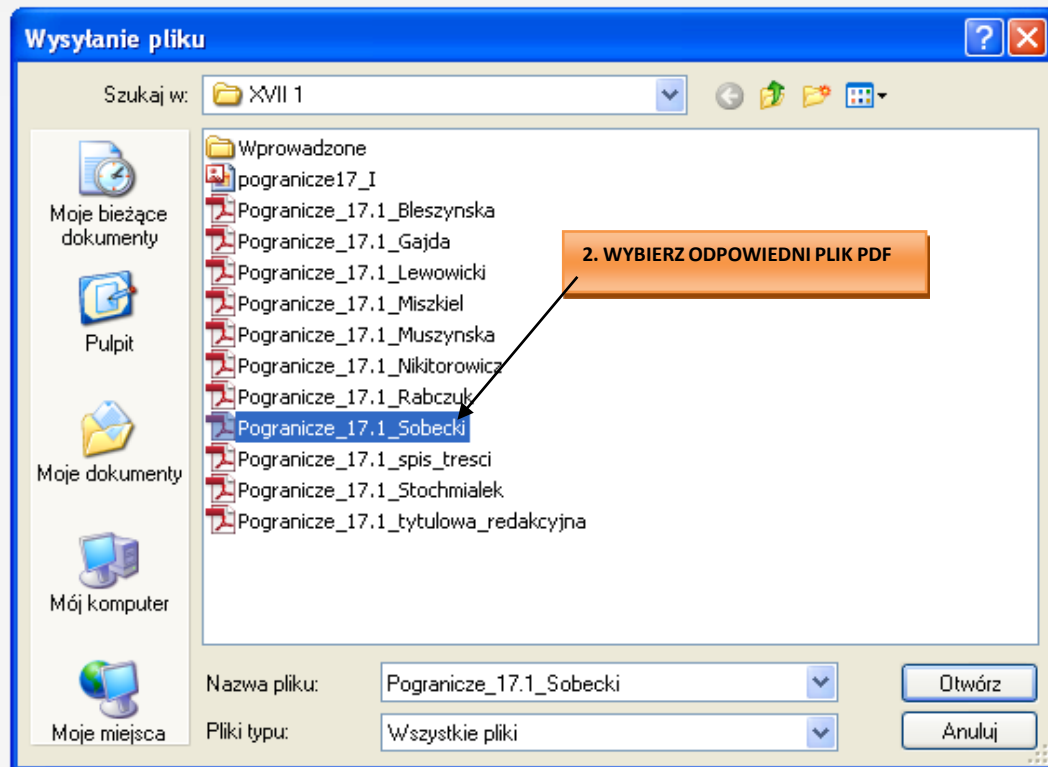 Wysyłanie pliku
Szukaj w:
XVII 1
Moje bieżące
dokumenty
Pulpit
Moje dokumenty
Mój komputer
Moje miejsca
Wprowadzone
pogranicze17_I
Pogranicze_17.1_Bleszynska
Pogranicze_17.1_Gajda
Pogranicze_17.1_Lewowicki
Pogranicze_17.1_Miszkiel
Pogranicze_17.1_Muszynska
Pogranicze_17.1_Nikitorowicz
Pogranicze_17.1_Rabczuk
Pogranicze_17.1_Sobecki
Pogranicze_17.1_spis_tresci
Pogranicze_17.1_Stochmialek
Pogranicze_17.1_tytulowa_redakcyjna
2. WYBIERZ ODPOWIEDNI PLIK PDF
Nazwa pliku:
Pogranicze_17.1_Sobecki
Otwórz
Pliki typu:
Wszystkie pliki
Anuluj